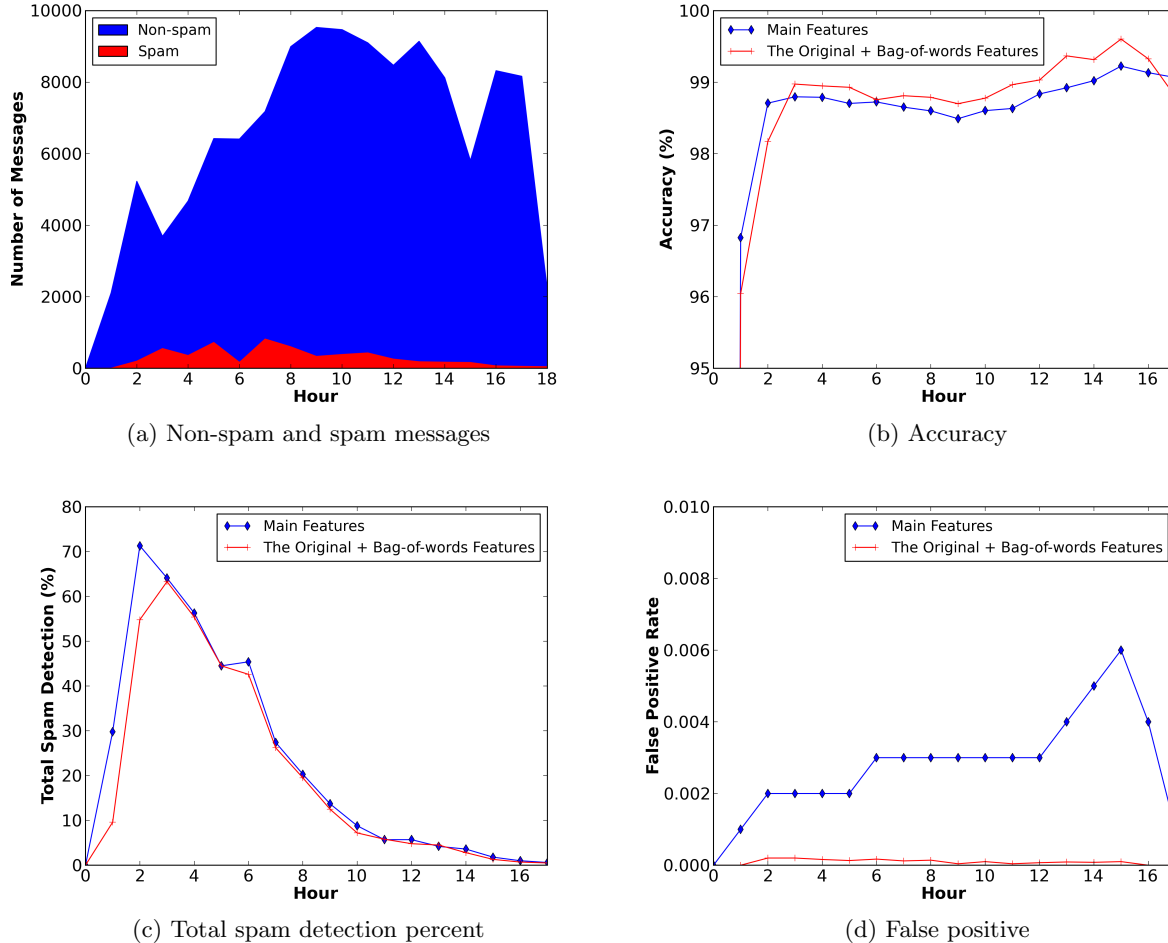 10000
8000
6000
4000
2000
0
Number of Messages
Non-spam
Spam
0 2 4 6 8 10 12 14 16 18
Hour
(a) Non-spam and spam messages
100
99
98
97
96
95
Accuracy (%)
Main Features
The Original + Bag-of-words Features
0 2 4 6 8 10 12 14 16
Hour
(b) Accuracy
80
70
60
50
40
30
20
10
0
Total Spam Detection (%)
Main Features
The Original + Bag-of-words Features
0 2 4 6 8 10 12 14 16
Hour
(c) Total spam detection percent
0.010
0.008
0.006
0.004
0.002
0.000
False Positive Rate
Main Features
The Original + Bag-of-words Features
0 2 4 6 8 10 12 14 16
Hour
(d) False positive